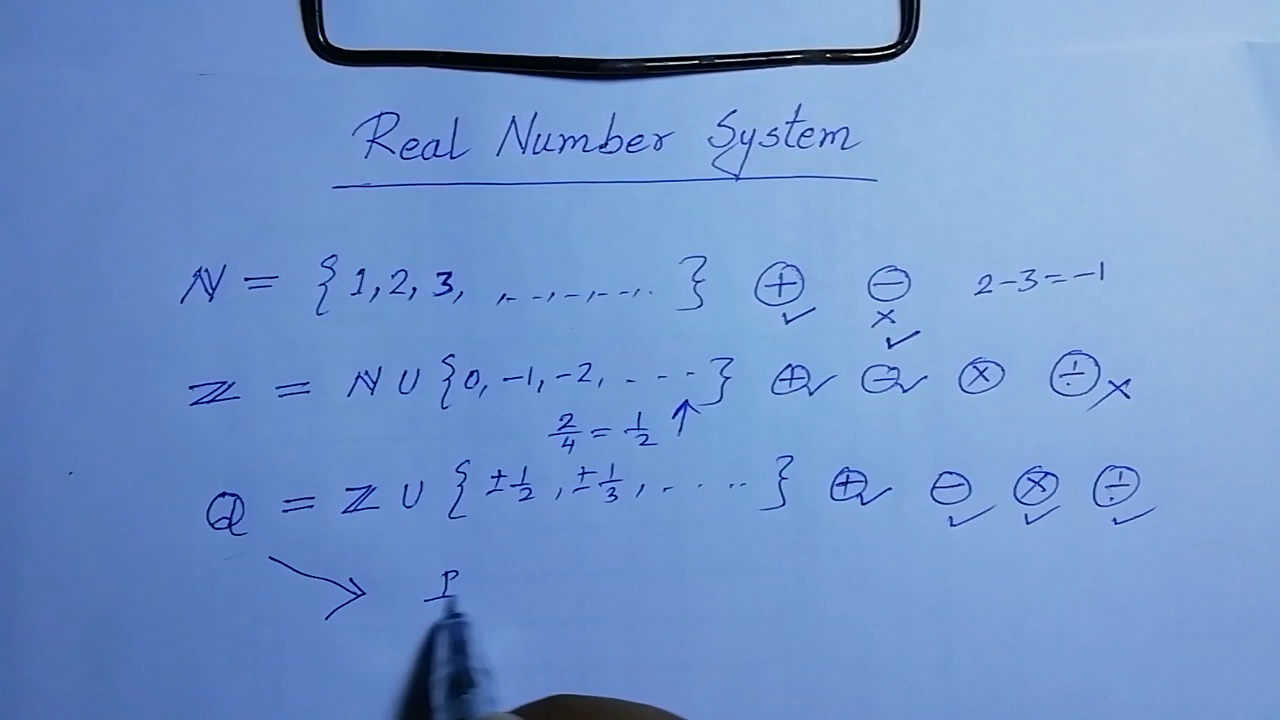 Real Number System
N = {1, 2, 3, ,-.-,-,-.-. } ⊕ ✓ ⊖ × ✓ 2-3=-1
Z = N ∪ {0, -1, -2, . - - -} ⊕ ✓ ⊖ ✓ ⊗ ⨸ ×
2/4 = 1/2 ↑
Q = Z ∪ { ±1/2 , ±1/3 , . . . . . } ⊕ ✓ ⊖ ✓ ⊗ ✓ ⨸ ✓
→ P